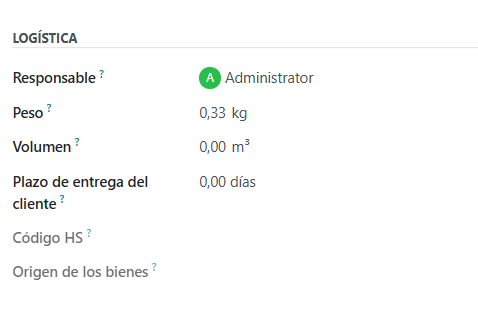 LOGÍSTICA
Responsable ? A Administrator
Peso ? 0,33 kg
Volumen ? 0,00 m³
Plazo de entrega del 0,00 días
cliente ?
Código HS ?
Origen de los bienes ?